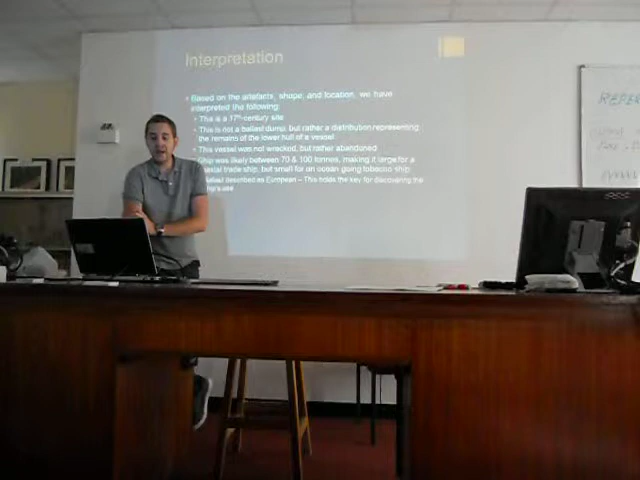 Interpretation
Based on the artefacts, shape, and location, we have
interpreted the following:
This is a 17th-century site
This is not a ballast dump, but rather a distribution representing
the remains of the lower hull of a vessel
This vessel was not wrecked, but rather abandoned
Ship was likely between 70 & 100 tonnes, making it large for a
trade ship, but small for an ocean going tobacco ship
described as European – This holds the key for discovering the
use
REFER